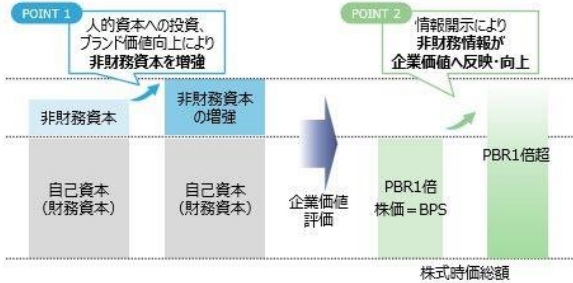 POINT 1
人的資本への投資、
ブランド価値向上により
非財務資本を増強
POINT 2
情報開示により
非財務情報が
企業価値へ反映・向上
非財務資本
非財務資本
の増強
自己資本
(財務資本)
自己資本
(財務資本)
企業価値
評価
PBR1倍
株価=BPS
PBR1倍超
株式時価総額